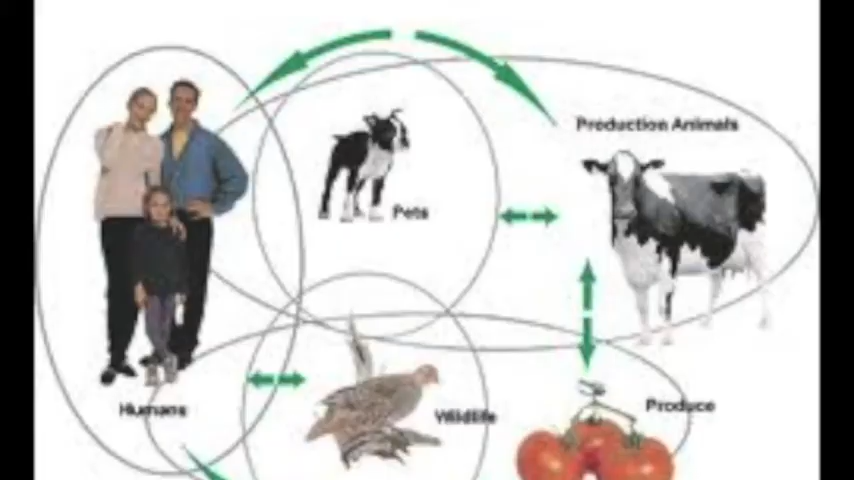 Production Animals
Pets
Humans
Wildlife
Produce